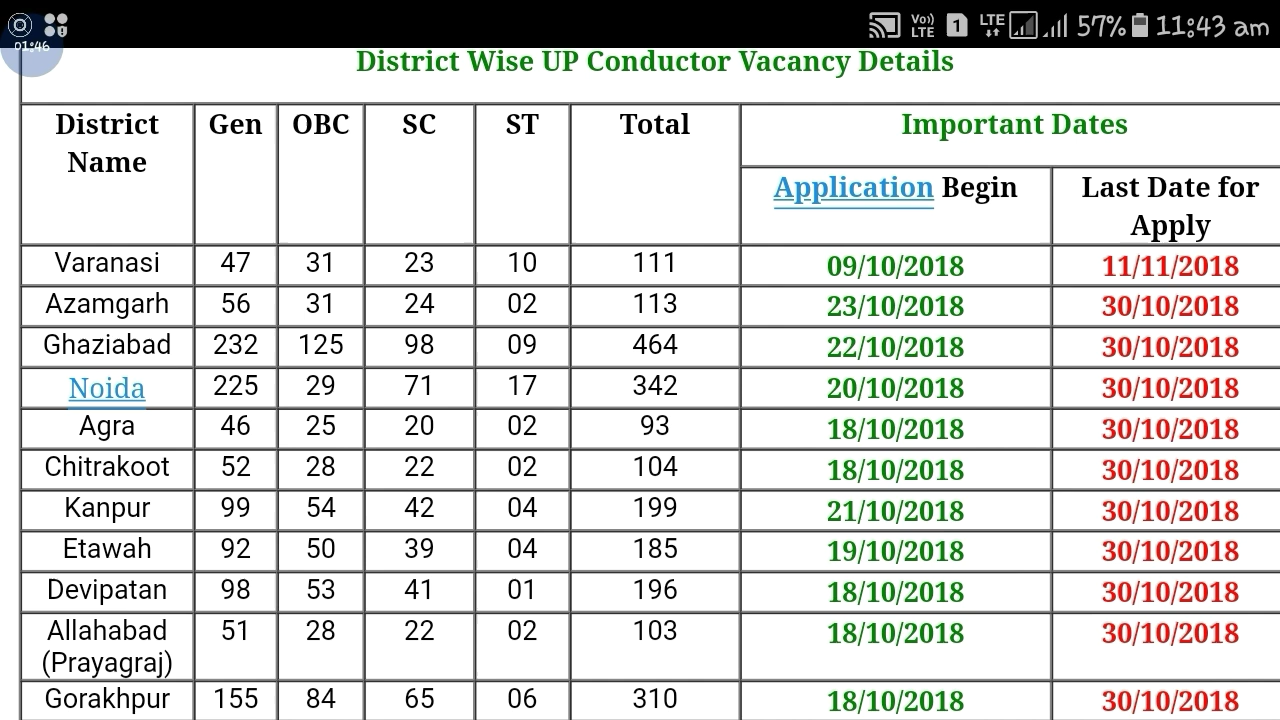 Vo)) LTE 1 LTE 57% 11:43 am
01:46
District Wise UP Conductor Vacancy Details
District Name Gen OBC SC ST Total Important Dates
Application Begin Last Date for Apply
Varanasi 47 31 23 10 111 09/10/2018 11/11/2018
Azamgarh 56 31 24 02 113 23/10/2018 30/10/2018
Ghaziabad 232 125 98 09 464 22/10/2018 30/10/2018
Noida 225 29 71 17 342 20/10/2018 30/10/2018
Agra 46 25 20 02 93 18/10/2018 30/10/2018
Chitrakoot 52 28 22 02 104 18/10/2018 30/10/2018
Kanpur 99 54 42 04 199 21/10/2018 30/10/2018
Etawah 92 50 39 04 185 19/10/2018 30/10/2018
Devipatan 98 53 41 01 196 18/10/2018 30/10/2018
Allahabad (Prayagraj) 51 28 22 02 103 18/10/2018 30/10/2018
Gorakhpur 155 84 65 06 310 18/10/2018 30/10/2018